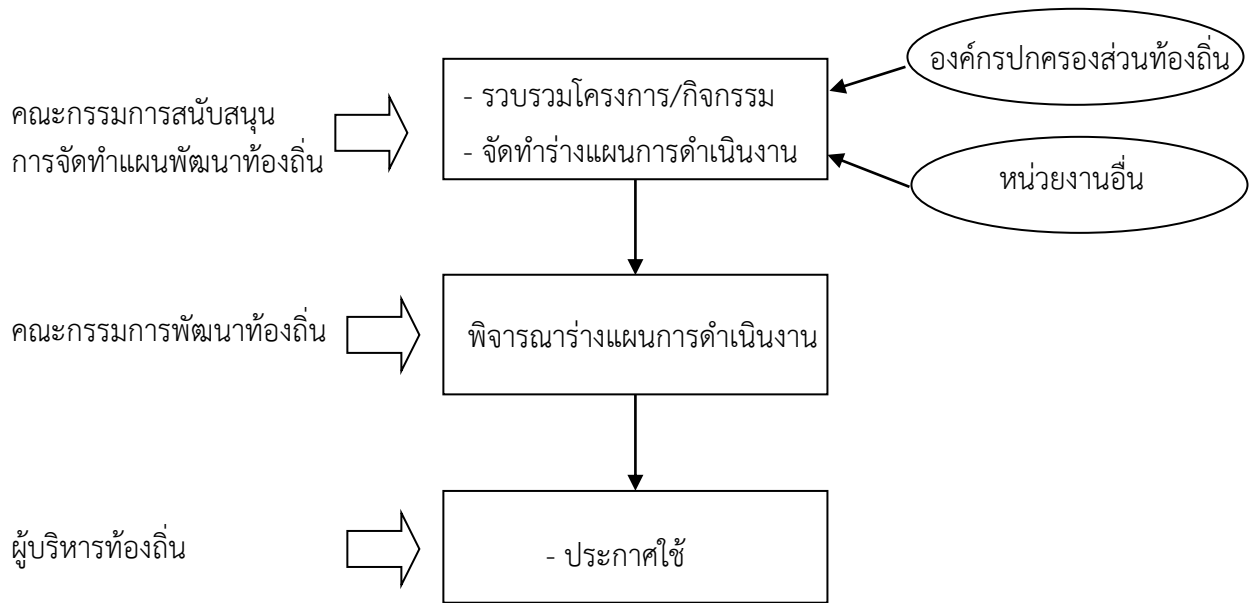 องค์กรปกครองส่วนท้องถิ่น
คณะกรรมการสนับสนุน
การจัดทำแผนพัฒนาท้องถิ่น
- รวบรวมโครงการ/กิจกรรม
- จัดทำร่างแผนการดำเนินงาน
หน่วยงานอื่น
คณะกรรมการพัฒนาท้องถิ่น
พิจารณาร่างแผนการดำเนินงาน
ผู้บริหารท้องถิ่น
- ประกาศใช้